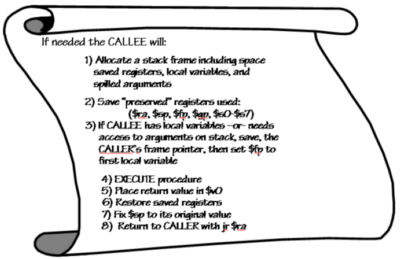 If needed the CALLEE will:
1) Allocate a stack frame including space
saved registers, local variables, and
spilled arguments
2) Save "preserved" registers used:
($ra, $sp, $fp, $gp, $s0-$s7)
3) If CALLEE has local variables -or- needs
access to arguments on stack, save, the
CALLER's frame pointer, then set $fp to
first local variable
4) EXECUTE procedure
5) Place return value in $v0
6) Restore saved registers
7) Fix $sp to its original value
8) Return to CALLER with jr $ra